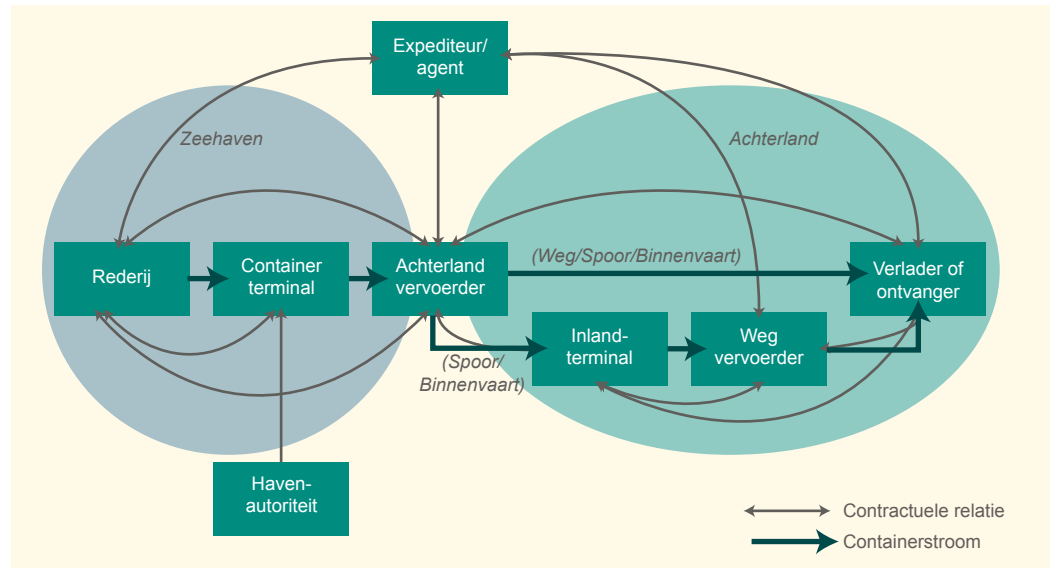 Expediteur/
agent
Zeehaven
Achterland
Rederij
Container
terminal
Achterland
vervoerder
(Weg/Spoor/Binnenvaart)
Verlader of
ontvanger
Inland-
terminal
Weg
vervoerder
(Spoor/
Binnenvaart)
Haven-
autoriteit
Contractuele relatie
Containerstroom